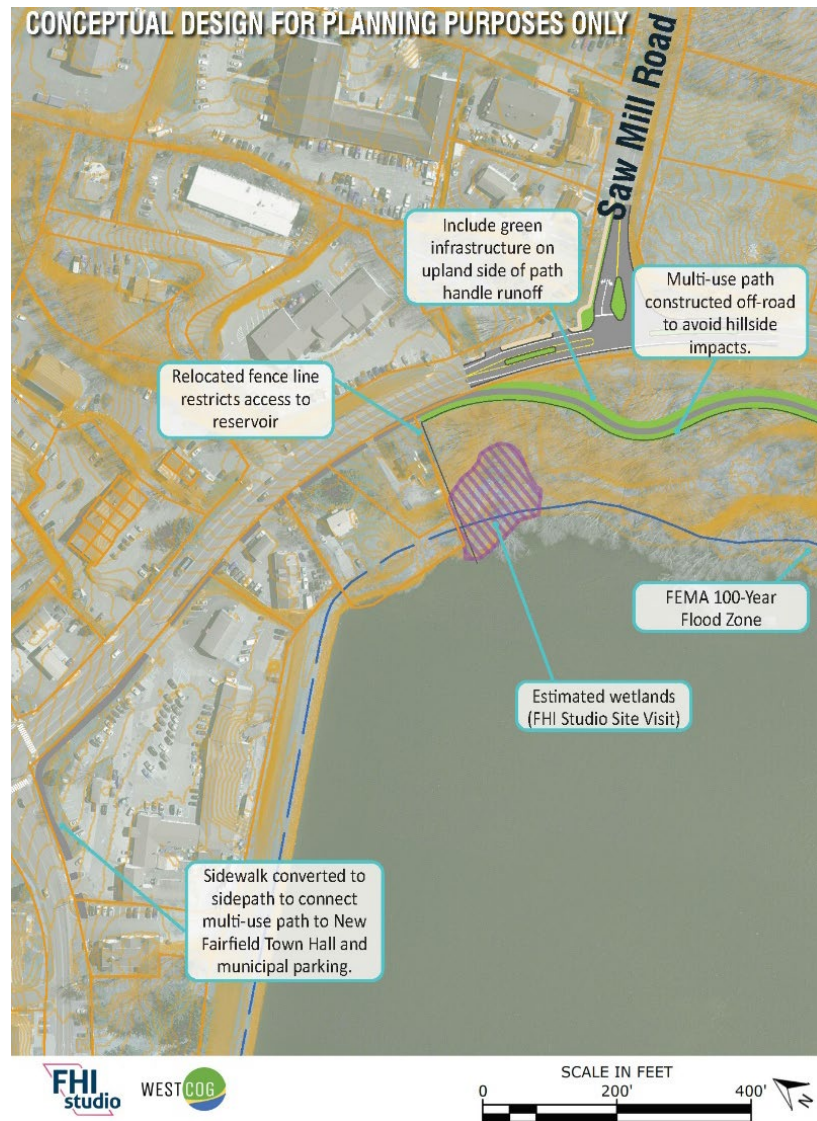 CONCEPTUAL DESIGN FOR PLANNING PURPOSES ONLY
Saw Mill Road
Include green
infrastructure on
upland side of path
handle runoff
Multi-use path
constructed off-road
to avoid hillside
impacts.
Relocated fence line
restricts access to
reservoir
FEMA 100-Year
Flood Zone
Estimated wetlands
(FHI Studio Site Visit)
Sidewalk converted to
sidepath to connect
multi-use path to New
Fairfield Town Hall and
municipal parking.
FHI
studio
WESTCOG
SCALE IN FEET
0 200' 400'
N